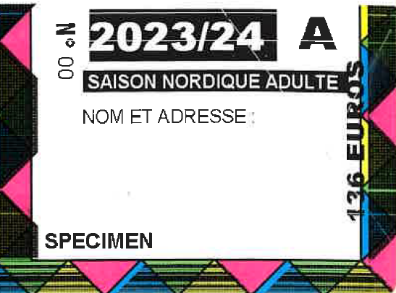 N° 00
2023/24 A
SAISON NORDIQUE ADULTE
NOM ET ADRESSE :
136 EUROS
SPECIMEN